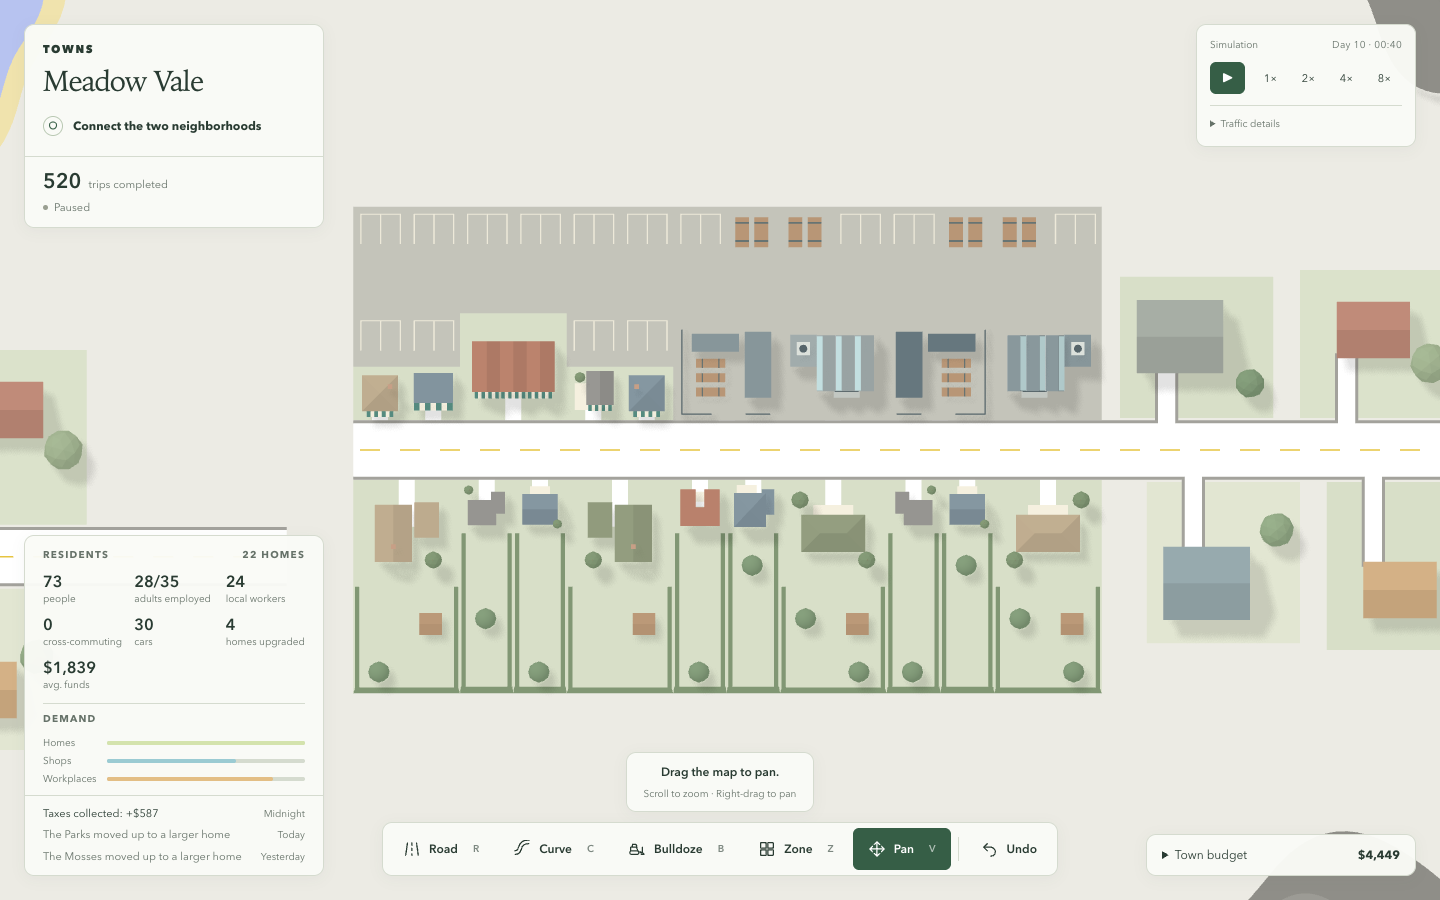 TOWNS
Meadow Vale
Connect the two neighborhoods
520 trips completed
Paused
Simulation Day 10 · 00:40
1× 2× 4× 8×
Traffic details
RESIDENTS 22 HOMES
73 28/35 24
people adults employed local workers
0 30 4
cross-commuting cars homes upgraded
$1,839
avg. funds
DEMAND
Homes
Shops
Workplaces
Taxes collected: +$587 Midnight
The Parks moved up to a larger home Today
The Mosses moved up to a larger home Yesterday
Drag the map to pan.
Scroll to zoom · Right-drag to pan
Road R Curve C Bulldoze B Zone Z Pan V Undo
Town budget $4,449